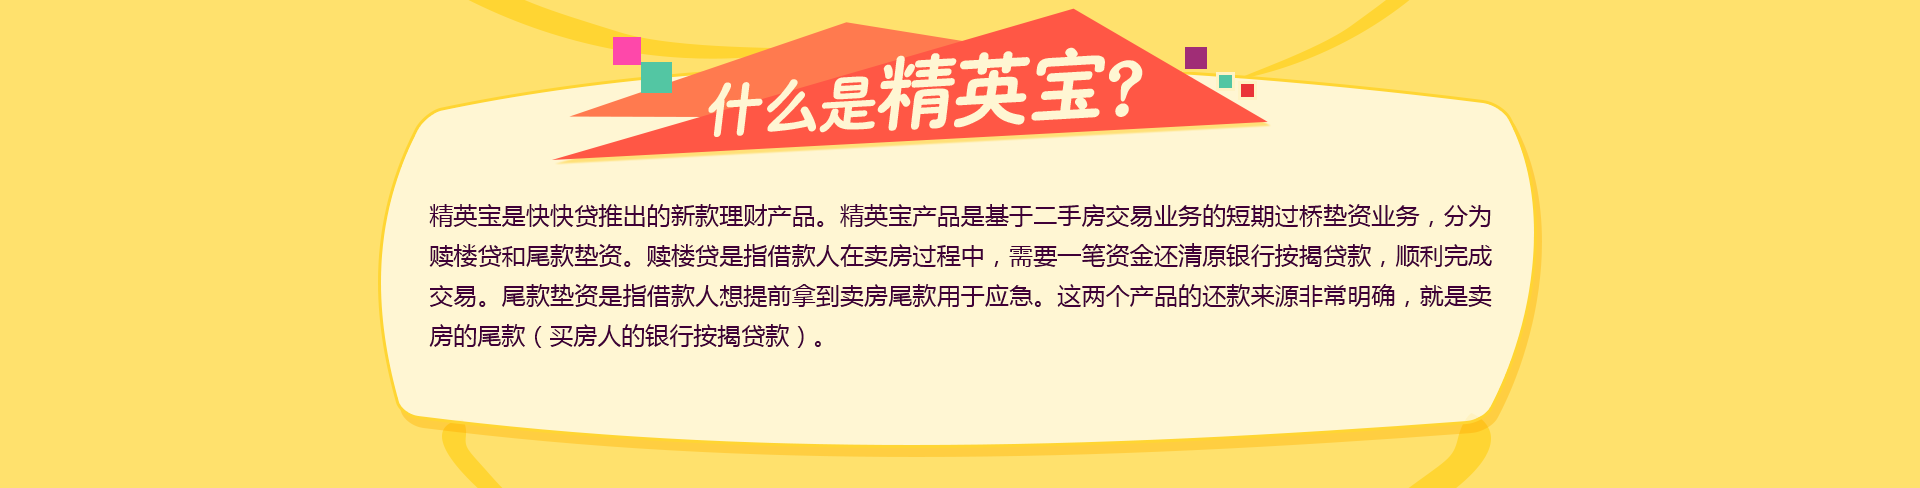 什么是精英宝?
精英宝是快快贷推出的新款理财产品。精英宝产品是基于二手房交易业务的短期过桥垫资业务，分为
赎楼贷和尾款垫资。赎楼贷是指借款人在卖房过程中，需要一笔资金还清原银行按揭贷款，顺利完成
交易。尾款垫资是指借款人想提前拿到卖房尾款用于应急。这两个产品的还款来源非常明确，就是卖
房的尾款（买房人的银行按揭贷款）。